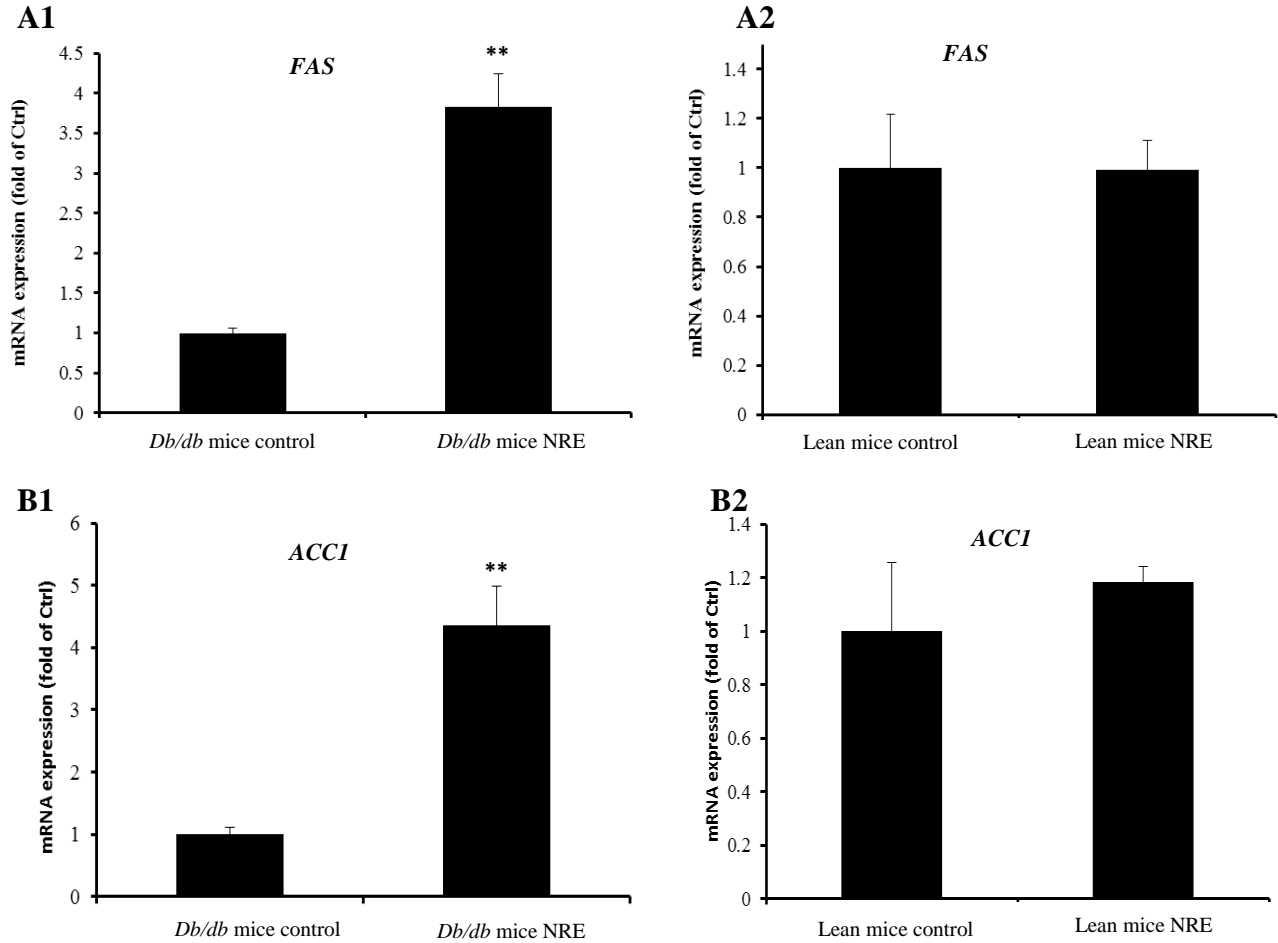 A1
FAS
**
mRNA expression (fold of Ctrl)
4.5
4
3.5
3
2.5
2
1.5
1
0.5
0
Db/db mice control
Db/db mice NRE
A2
FAS
mRNA expression (fold of Ctrl)
1.4
1.2
1
0.8
0.6
0.4
0.2
0
Lean mice control
Lean mice NRE
B1
ACC1
**
mRNA expression (fold of Ctrl)
6
5
4
3
2
1
0
Db/db mice control
Db/db mice NRE
B2
ACC1
mRNA expression (fold of Ctrl)
1.4
1.2
1
0.8
0.6
0.4
0.2
0
Lean mice control
Lean mice NRE